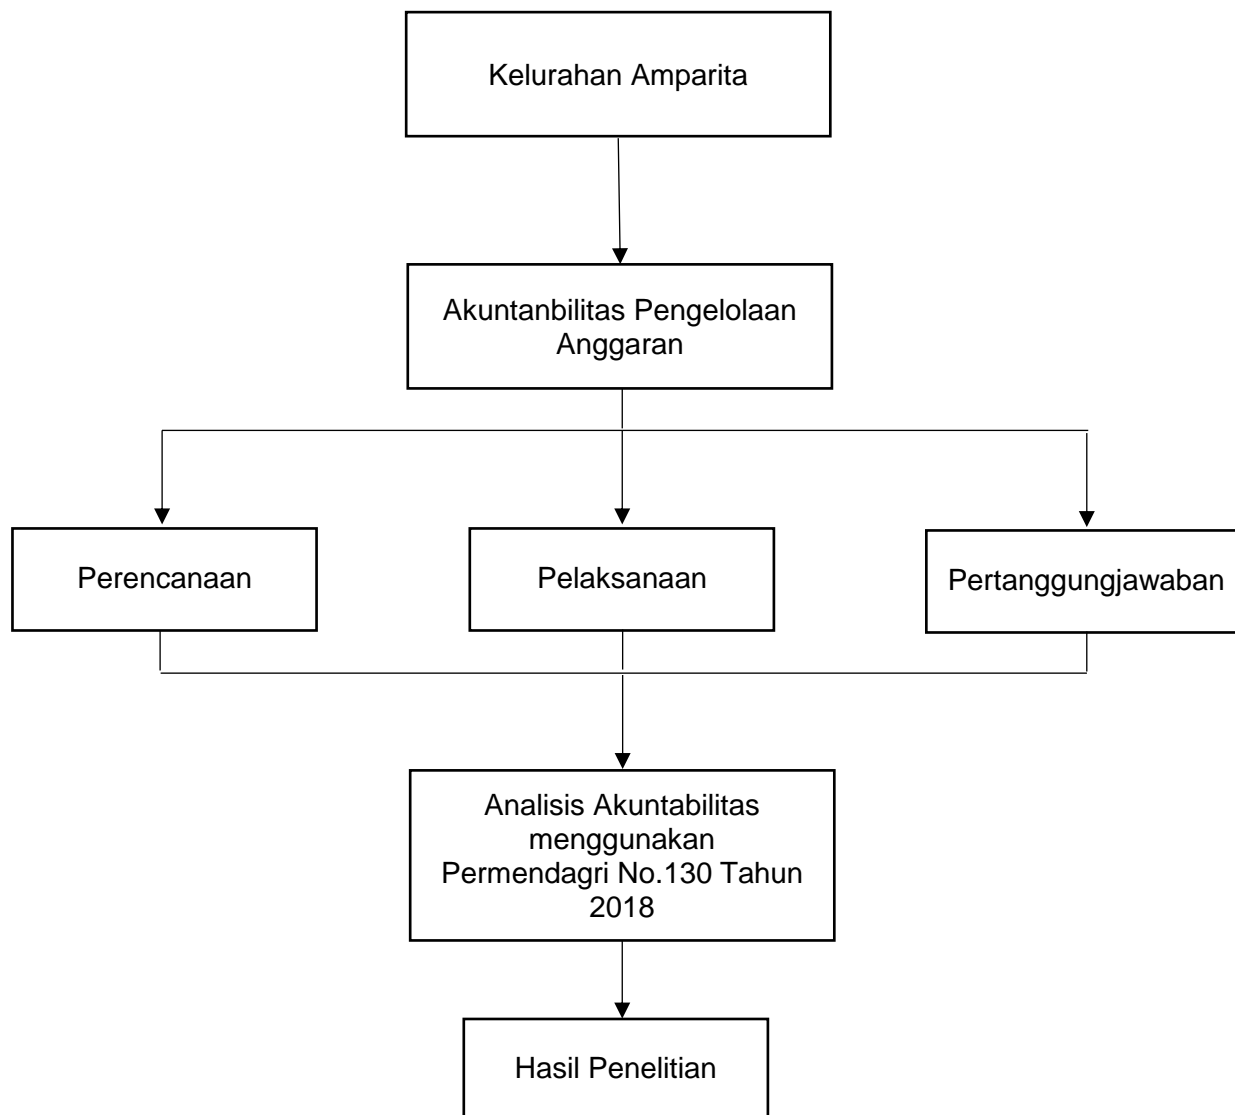 Kelurahan Amparita
Akuntanbilitas Pengelolaan
Anggaran
Perencanaan
Pelaksanaan
Pertanggungjawaban
Analisis Akuntabilitas
menggunakan
Permendagri No.130 Tahun
2018
Hasil Penelitian